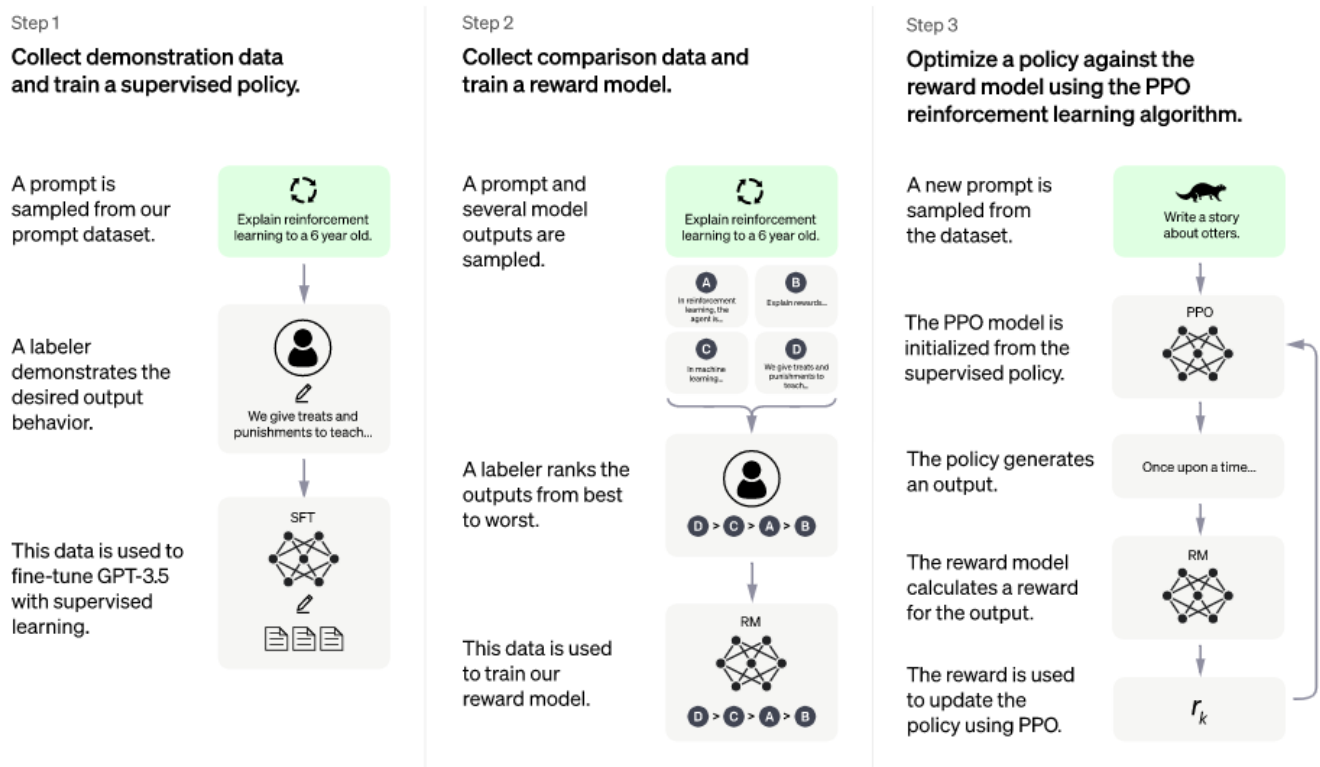 Step 1
Collect demonstration data
and train a supervised policy.
A prompt is
sampled from our
prompt dataset.
Explain reinforcement
learning to a 6 year old.
A labeler
demonstrates the
desired output
behavior.
We give treats and
punishments to teach...
This data is used to
fine-tune GPT-3.5
with supervised
learning.
SFT
Step 2
Collect comparison data and
train a reward model.
A prompt and
several model
outputs are
sampled.
Explain reinforcement
learning to a 6 year old.
A
In reinforcement
learning, the
agent is...
B
Explain rewards...
C
In machine
learning...
D
We give treats and
punishments to
teach...
A labeler ranks the
outputs from best
to worst.
D > C > A > B
This data is used
to train our
reward model.
RM
D > C > A > B
Step 3
Optimize a policy against the
reward model using the PPO
reinforcement learning algorithm.
A new prompt is
sampled from
the dataset.
Write a story
about otters.
The PPO model is
initialized from the
supervised policy.
PPO
The policy generates
an output.
Once upon a time...
The reward model
calculates a reward
for the output.
RM
The reward is used
to update the
policy using PPO.
rₖ